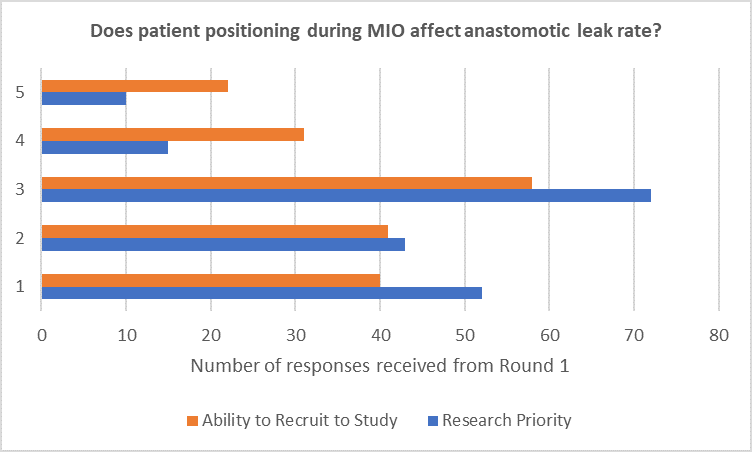 Does patient positioning during MIO affect anastomotic leak rate?
5
4
3
2
1
0 10 20 30 40 50 60 70 80
Number of responses received from Round 1
Ability to Recruit to Study Research Priority